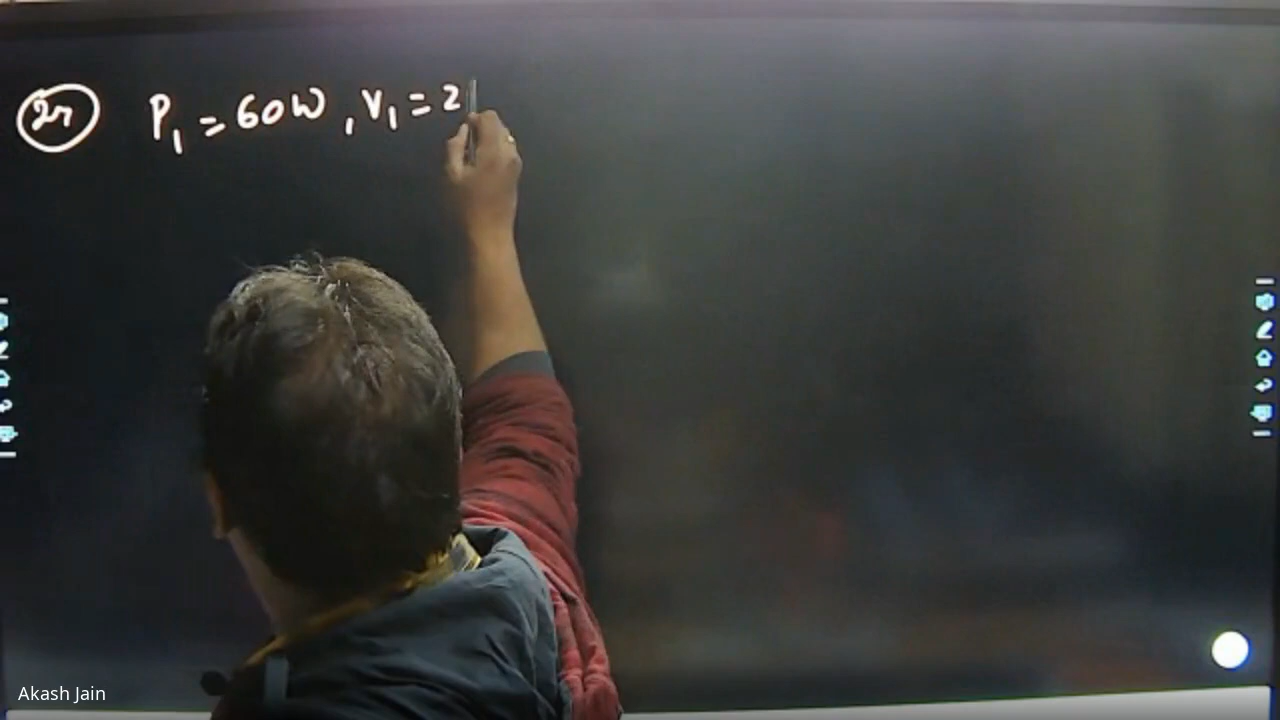 27 P₁ = 60W , V₁ = 2
Akash Jain